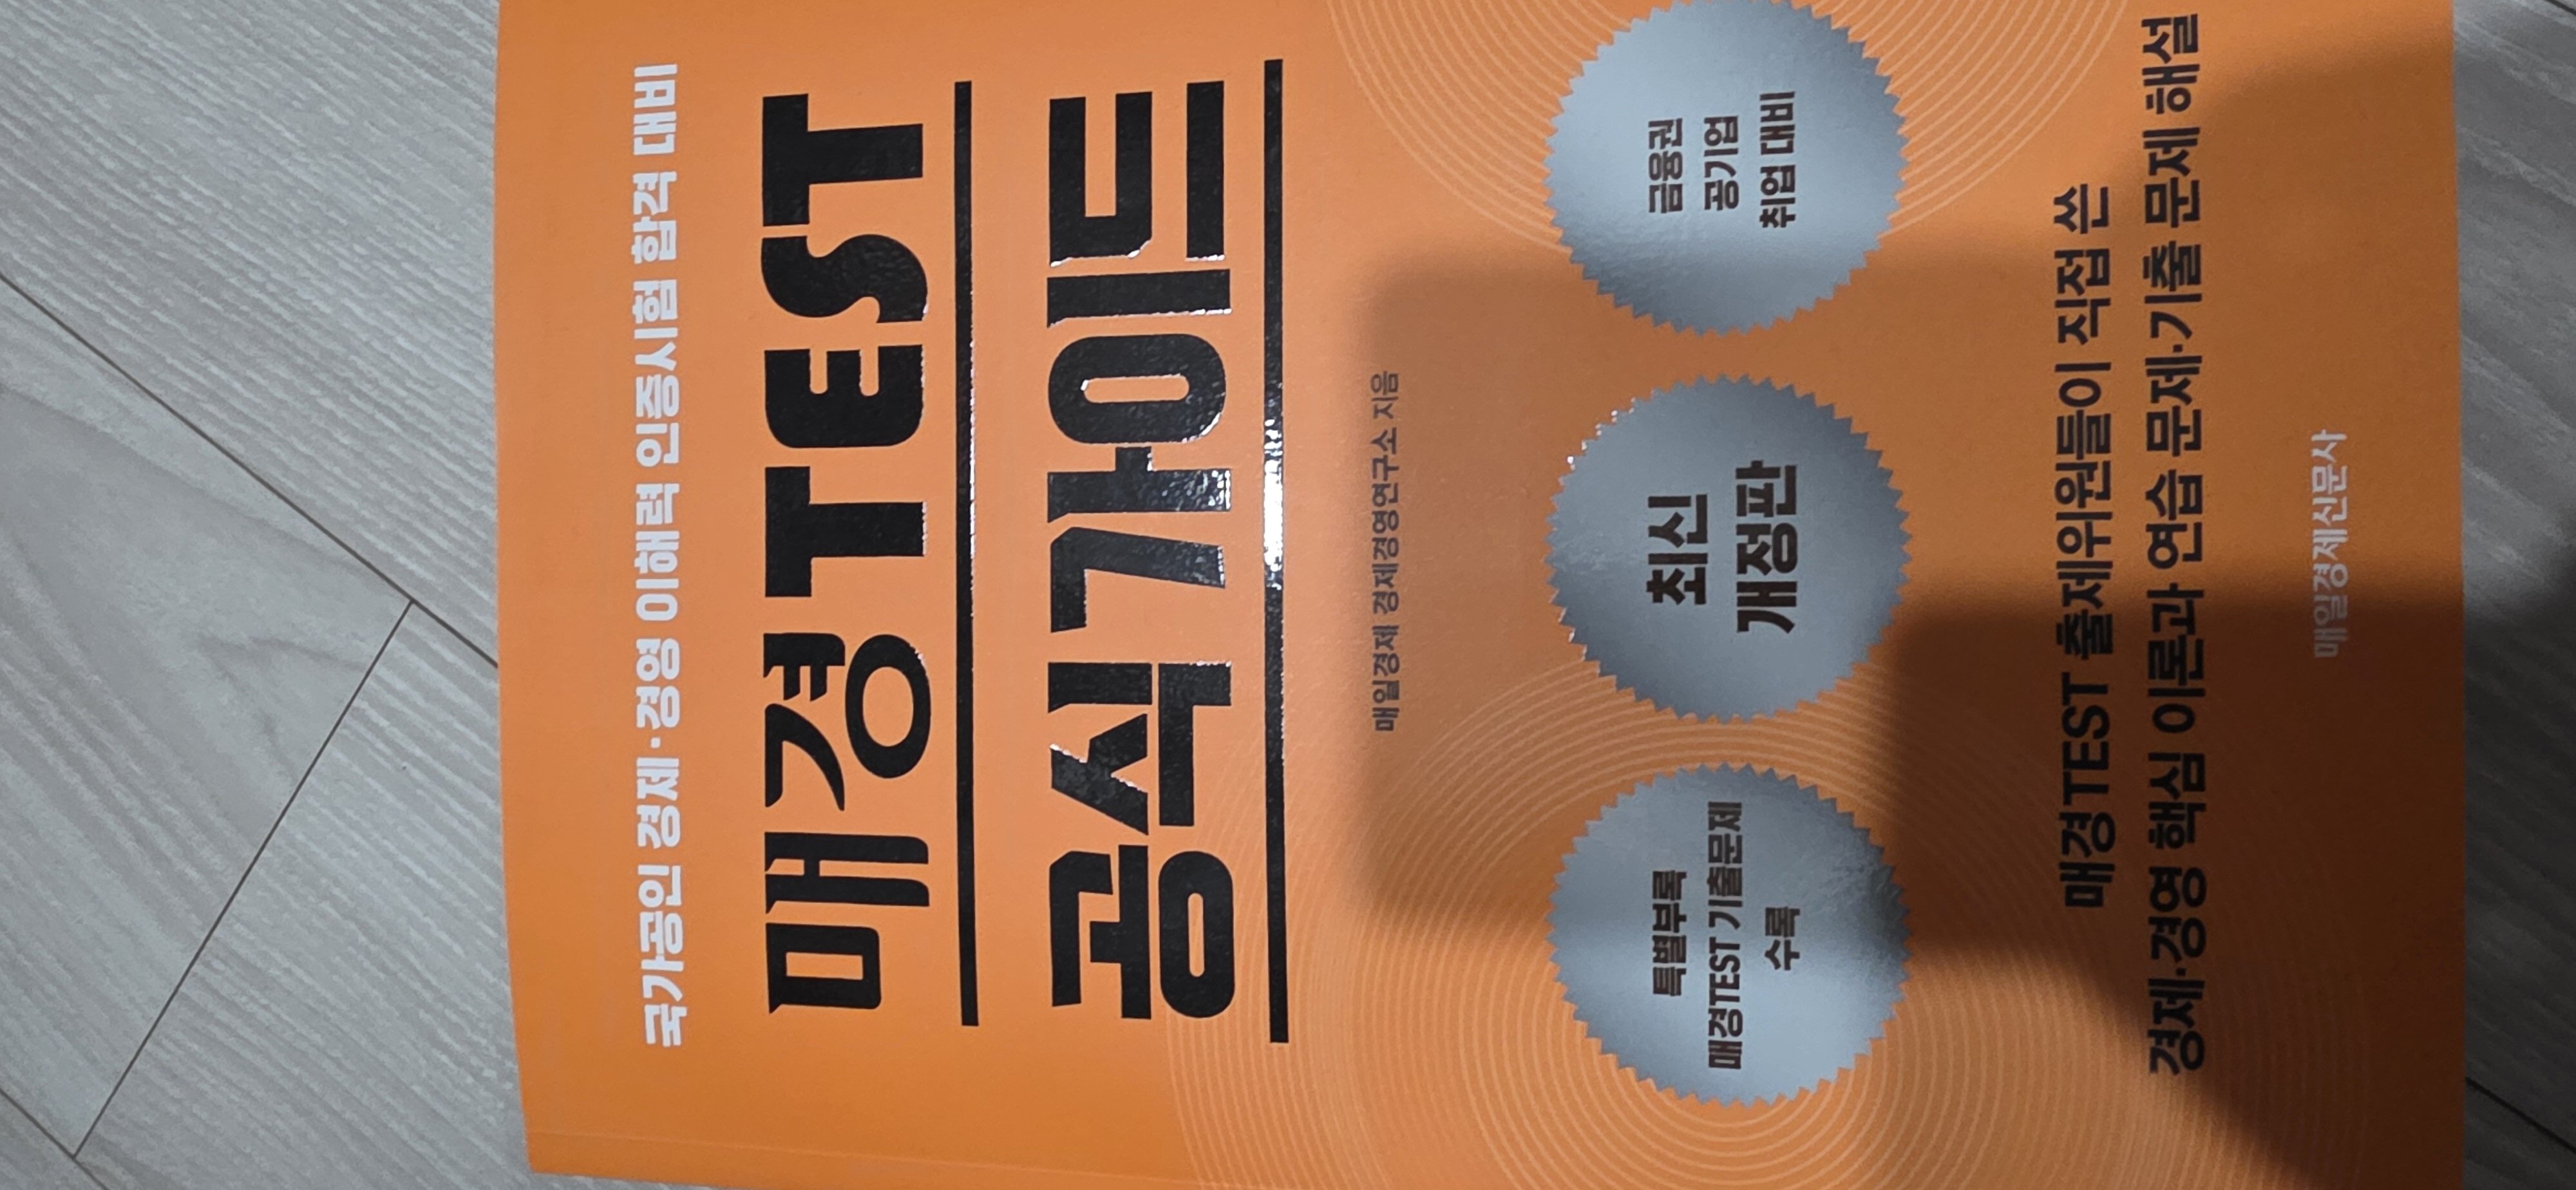 국가공인 경제·경영 이해력 인증시험 합격 대비
매경TEST
공식가이드
매일경제 경제경영연구소 지음
특별부록
매경TEST 기출문제
수록
최신
개정판
금융권
공기업
취업 대비
매경TEST 출제위원들이 직접 쓴
경제·경영 핵심 이론과 연습 문제·기출 문제 해설
매일경제신문사